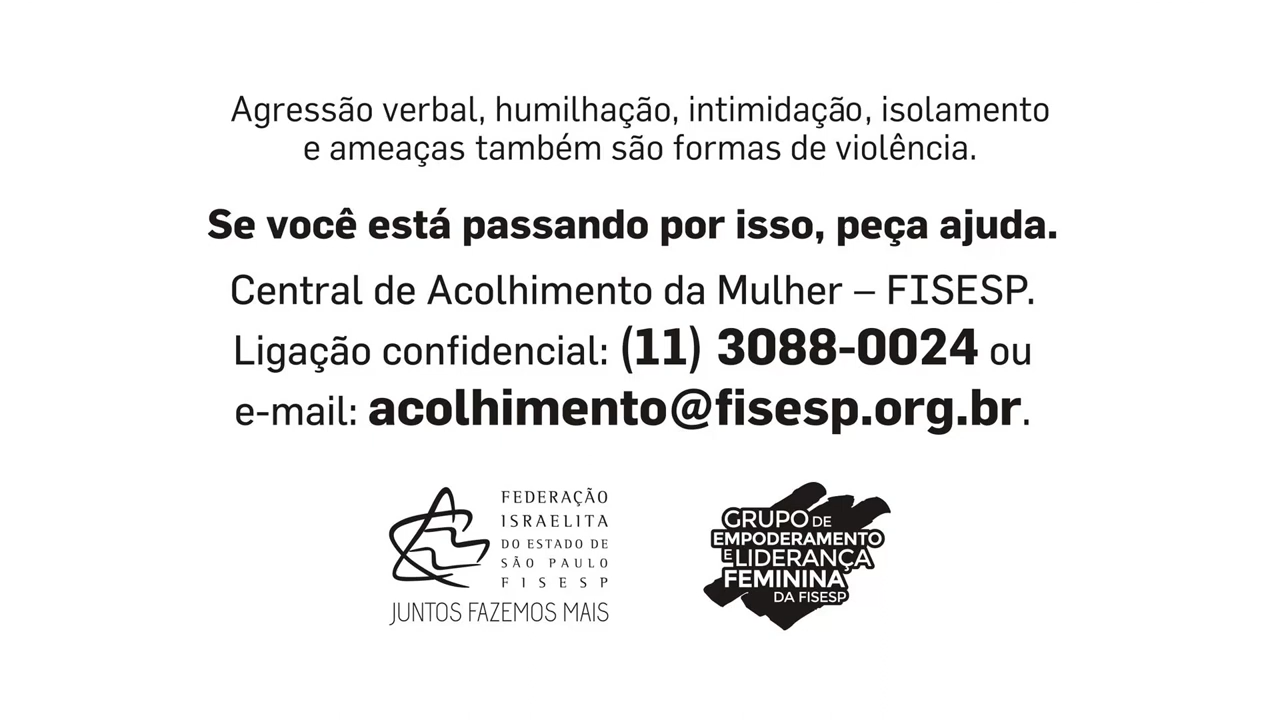 Agressão verbal, humilhação, intimidação, isolamento
e ameaças também são formas de violência.
Se você está passando por isso, peça ajuda.
Central de Acolhimento da Mulher – FISESP.
Ligação confidencial: (11) 3088-0024 ou
e-mail: acolhimento@fisesp.org.br.
FEDERAÇÃO
ISRAELITA
DO ESTADO DE
SÃO PAULO
FISESP
JUNTOS FAZEMOS MAIS
GRUPO DE
EMPODERAMENTO
E LIDERANÇA
FEMININA
DA FISESP